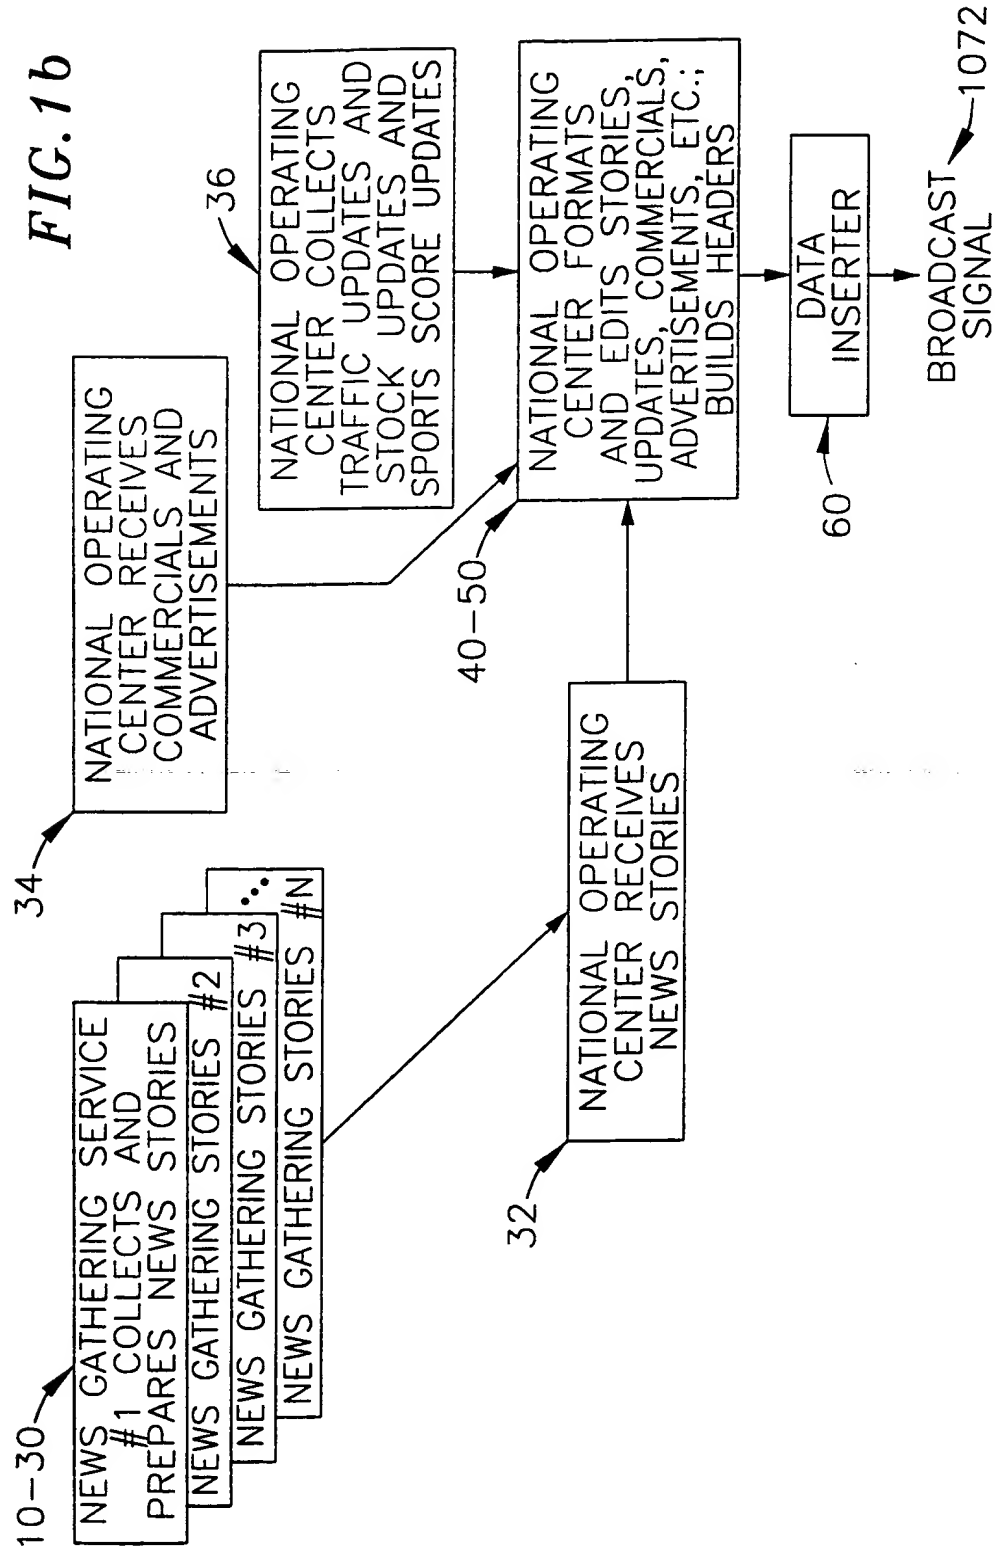 FIG. 1b
10-30
NEWS GATHERING SERVICE
#1 COLLECTS AND
PREPARES NEWS STORIES
NEWS GATHERING STORIES #2
NEWS GATHERING STORIES #3
NEWS GATHERING STORIES #N
34
NATIONAL OPERATING
CENTER RECEIVES
COMMERCIALS AND
ADVERTISEMENTS
36
NATIONAL OPERATING
CENTER COLLECTS
TRAFFIC UPDATES AND
STOCK UPDATES AND
SPORTS SCORE UPDATES
32
NATIONAL OPERATING
CENTER RECEIVES
NEWS STORIES
40-50
NATIONAL OPERATING
CENTER FORMATS
AND EDITS STORIES,
UPDATES, COMMERCIALS,
ADVERTISEMENTS, ETC.;
BUILDS HEADERS
60
DATA
INSERTER
BROADCAST
SIGNAL
1072